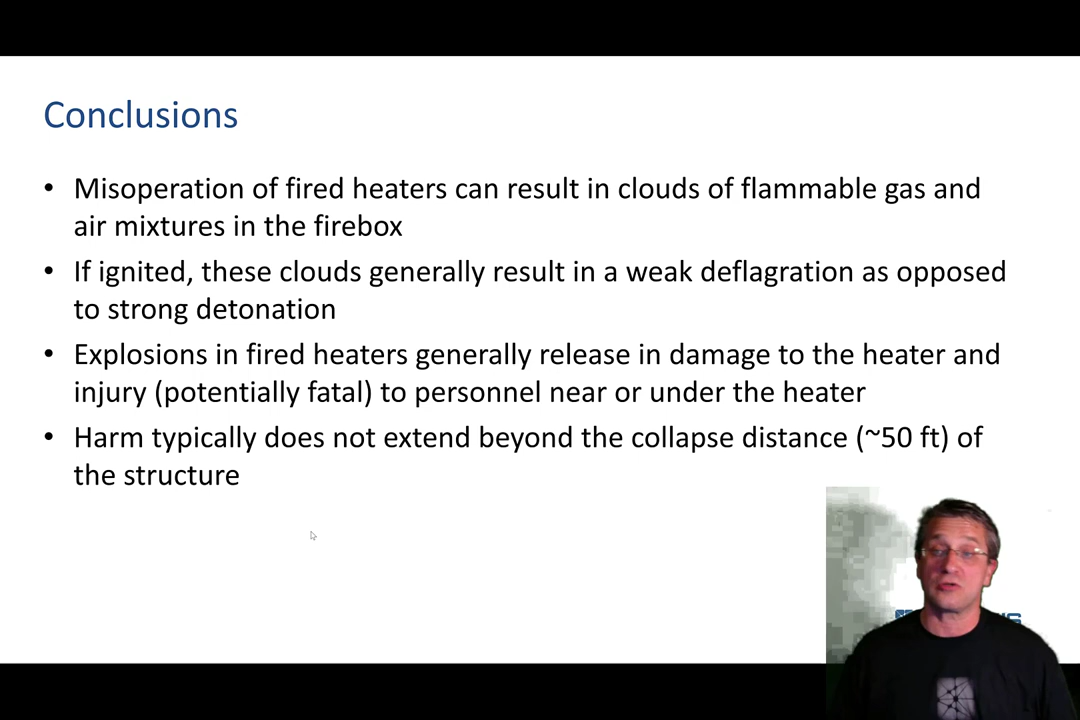 Conclusions
• Misoperation of fired heaters can result in clouds of flammable gas and
air mixtures in the firebox
• If ignited, these clouds generally result in a weak deflagration as opposed
to strong detonation
• Explosions in fired heaters generally release in damage to the heater and
injury (potentially fatal) to personnel near or under the heater
• Harm typically does not extend beyond the collapse distance (~50 ft) of
the structure